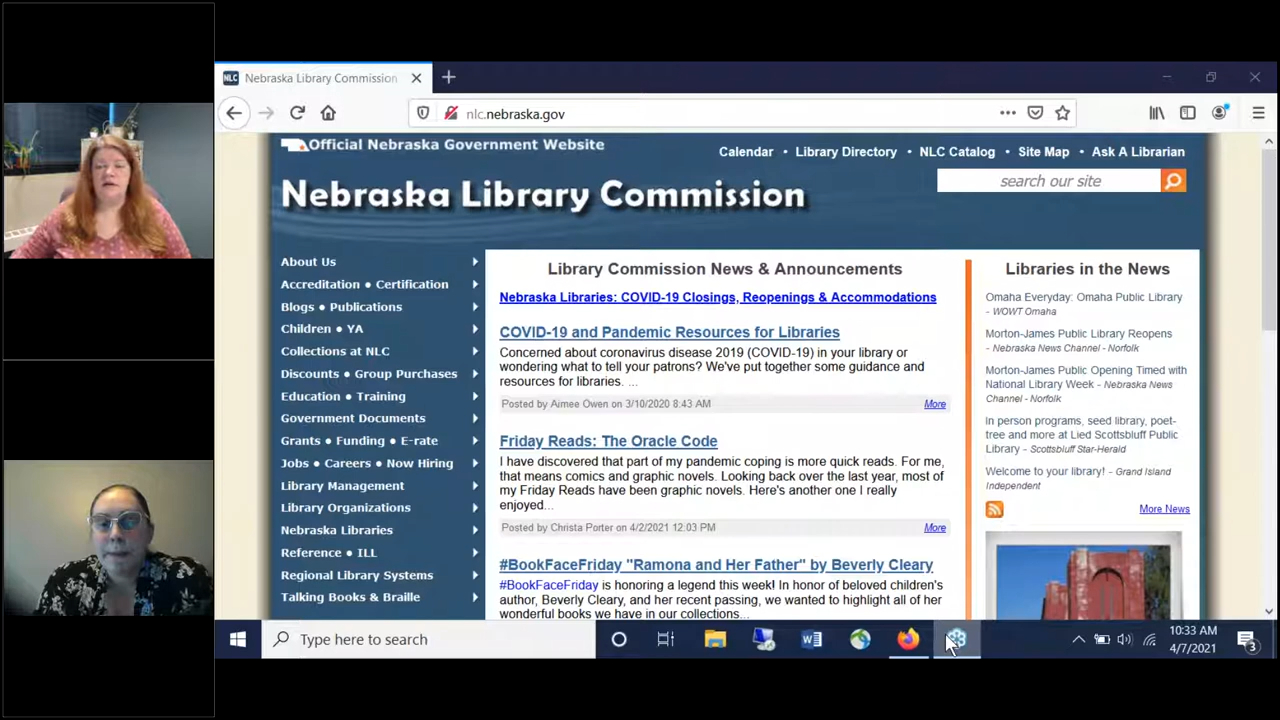 NLC Nebraska Library Commission
nlc.nebraska.gov
Official Nebraska Government Website
Calendar • Library Directory • NLC Catalog • Site Map • Ask A Librarian
Nebraska Library Commission
search our site
About Us
Accreditation • Certification
Blogs • Publications
Children • YA
Collections at NLC
Discounts • Group Purchases
Education • Training
Government Documents
Grants • Funding • E-rate
Jobs • Careers • Now Hiring
Library Management
Library Organizations
Nebraska Libraries
Reference • ILL
Regional Library Systems
Talking Books & Braille
Library Commission News & Announcements
Nebraska Libraries: COVID-19 Closings, Reopenings & Accommodations
COVID-19 and Pandemic Resources for Libraries
Concerned about coronavirus disease 2019 (COVID-19) in your library or
wondering what to tell your patrons? We've put together some guidance and
resources for libraries. ...
Posted by Aimee Owen on 3/10/2020 8:43 AM
More
Friday Reads: The Oracle Code
I have discovered that part of my pandemic coping is more quick reads. For me,
that means comics and graphic novels. Looking back over the last year, most of
my Friday Reads have been graphic novels. Here's another one I really
enjoyed...
Posted by Christa Porter on 4/2/2021 12:03 PM
More
#BookFaceFriday "Ramona and Her Father" by Beverly Cleary
#BookFaceFriday is honoring a legend this week! In honor of beloved children's
author, Beverly Cleary, and her recent passing, we wanted to highlight all of her
wonderful books we have in our collections...
Libraries in the News
Omaha Everyday: Omaha Public Library
- WOWT Omaha
Morton-James Public Library Reopens
- Nebraska News Channel - Norfolk
Morton-James Public Opening Timed with
National Library Week - Nebraska News
Channel - Norfolk
In person programs, seed library, poet-
tree and more at Lied Scottsbluff Public
Library - Scottsbluff Star-Herald
Welcome to your library! - Grand Island
Independent
More News
Type here to search
10:33 AM
4/7/2021
3